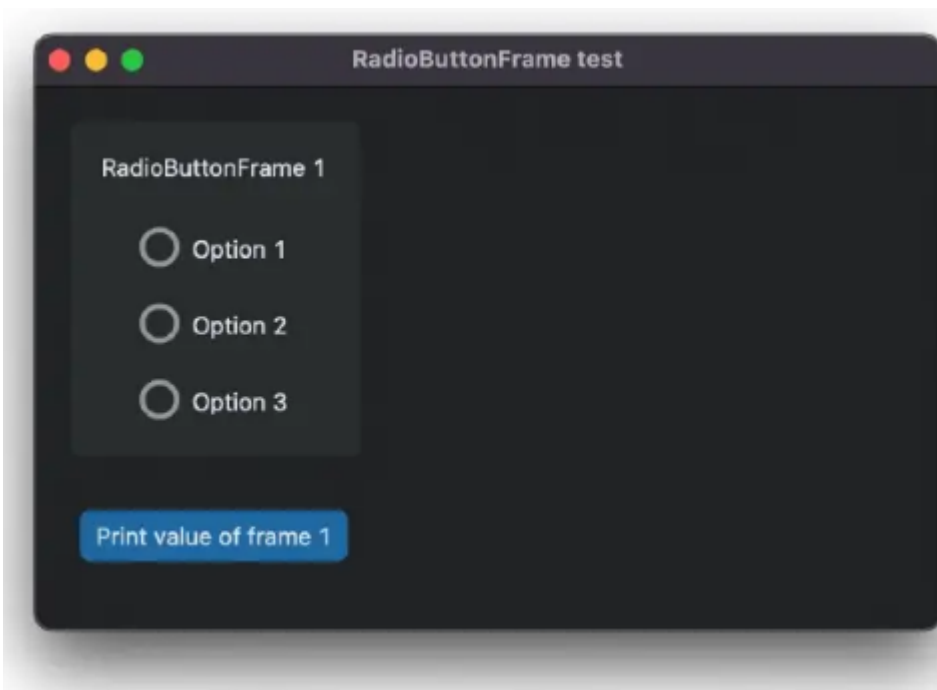 RadioButtonFrame test
RadioButtonFrame 1
Option 1
Option 2
Option 3
Print value of frame 1